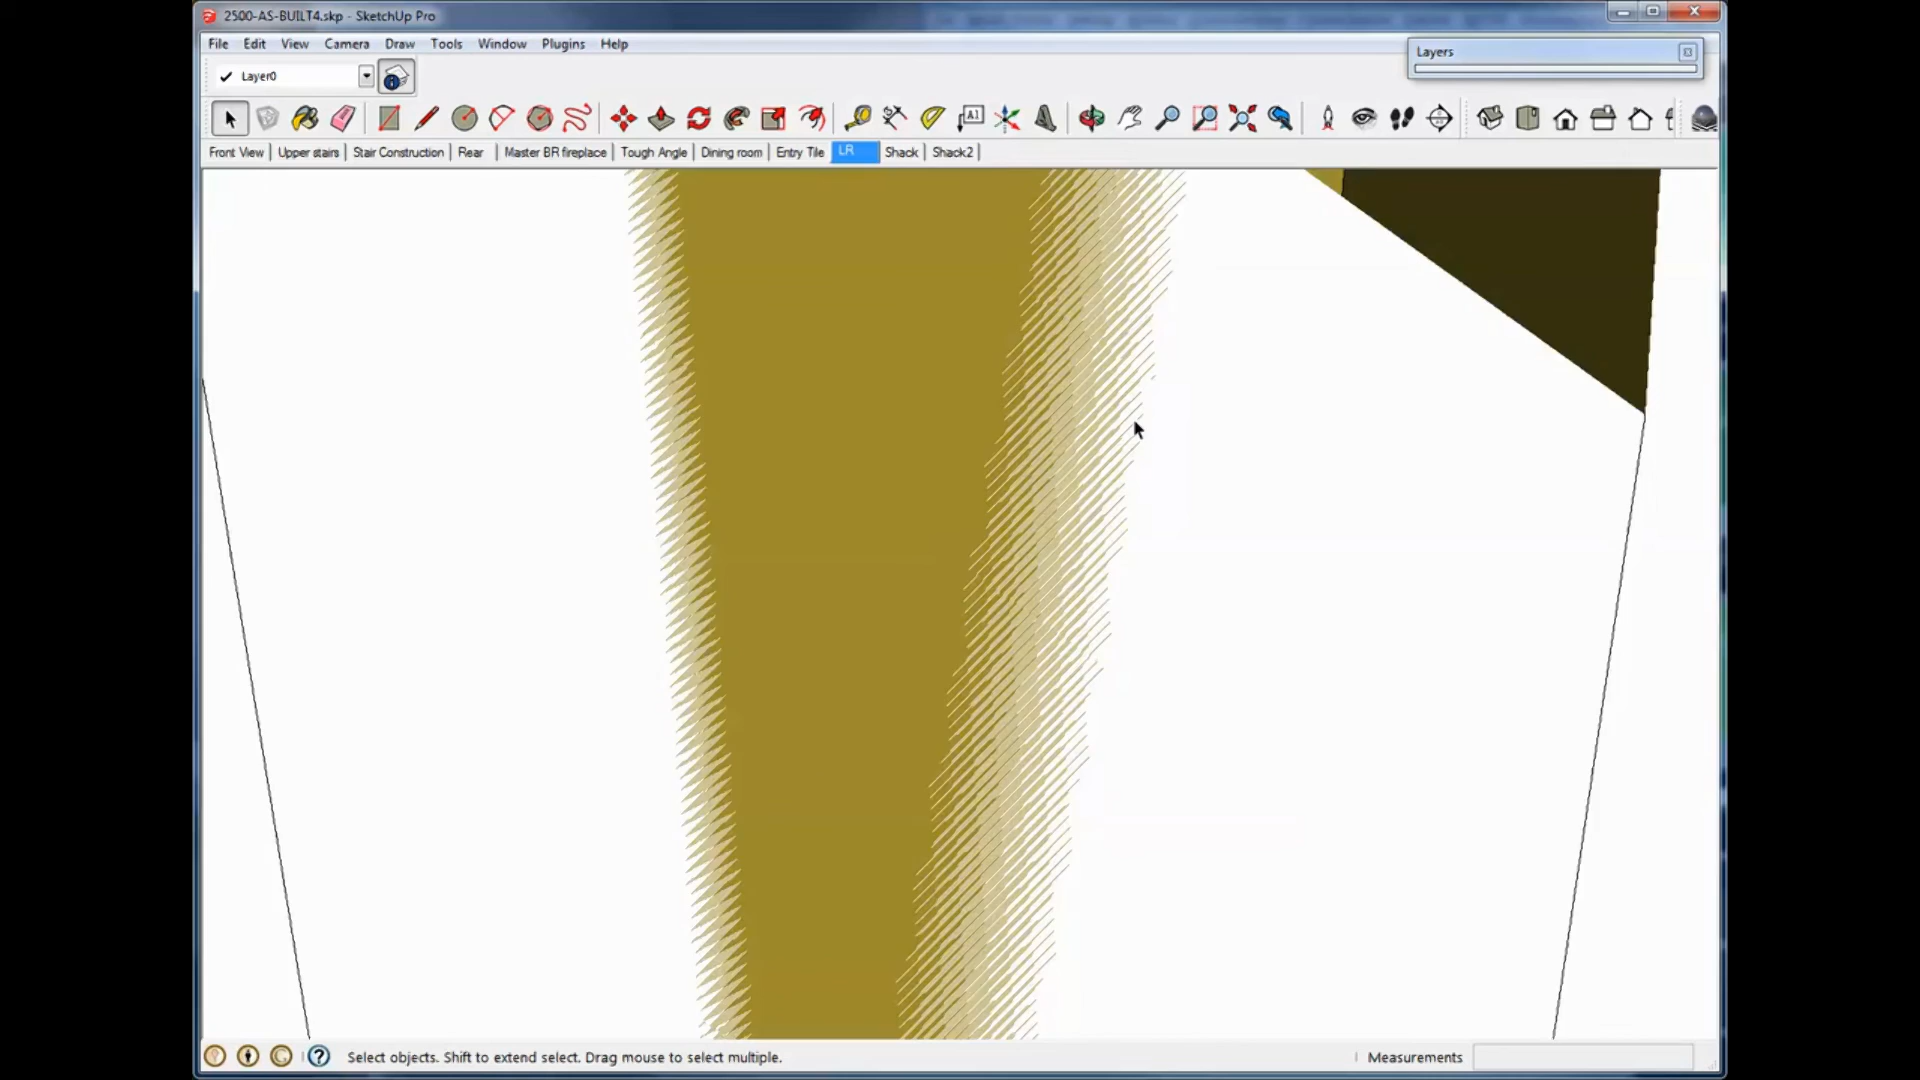 2500-AS-BUILT4.skp - SketchUp Pro
File Edit View Camera Draw Tools Window Plugins Help
Layers
Layer0
A1
Front View Upper stairs Stair Construction Rear Master BR fireplace Tough Angle Dining room Entry Tile LR Shack Shack2
Select objects. Shift to extend select. Drag mouse to select multiple.
Measurements